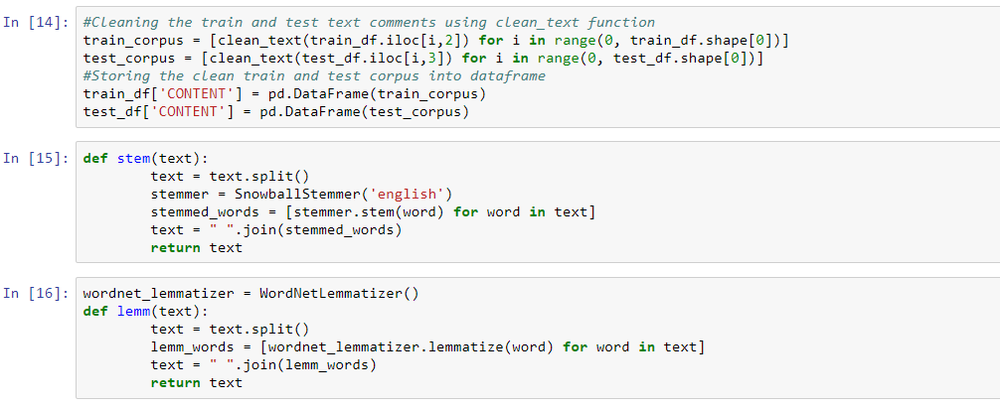 In [14]: #Cleaning the train and test text comments using clean_text function
train_corpus = [clean_text(train_df.iloc[i,2]) for i in range(0, train_df.shape[0])]
test_corpus = [clean_text(test_df.iloc[i,3]) for i in range(0, test_df.shape[0])]
#Storing the clean train and test corpus into dataframe
train_df['CONTENT'] = pd.DataFrame(train_corpus)
test_df['CONTENT'] = pd.DataFrame(test_corpus)
In [15]: def stem(text):
        text = text.split()
        stemmer = SnowballStemmer('english')
        stemmed_words = [stemmer.stem(word) for word in text]
        text = " ".join(stemmed_words)
        return text
In [16]: wordnet_lemmatizer = WordNetLemmatizer()
def lemm(text):
        text = text.split()
        lemm_words = [wordnet_lemmatizer.lemmatize(word) for word in text]
        text = " ".join(lemm_words)
        return text